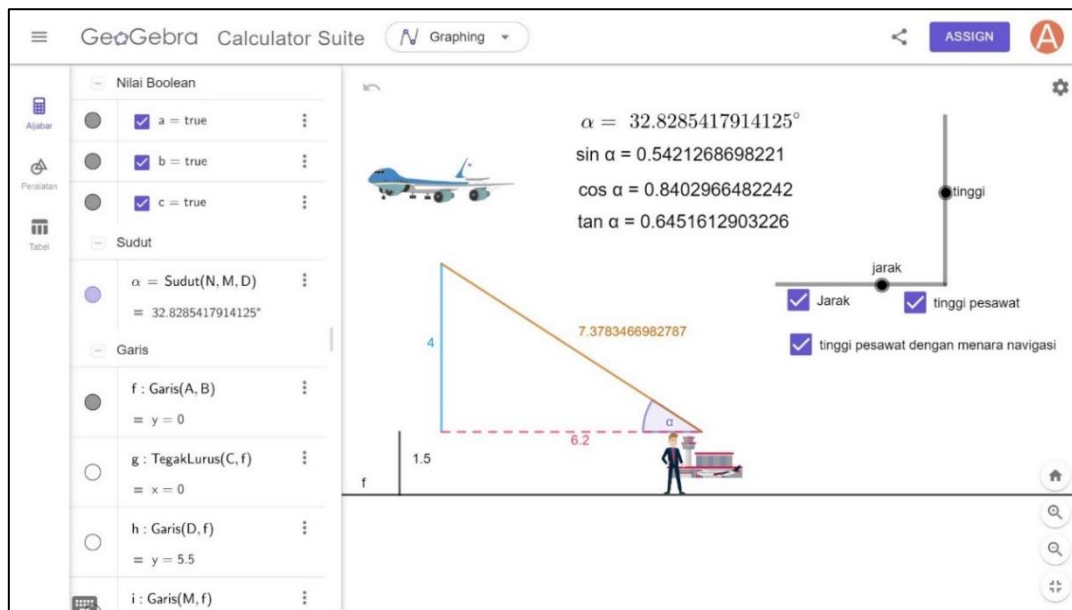 GeoGebra Calculator Suite
Graphing
ASSIGN
A
Aljabar
Peralatan
Tabel
Nilai Boolean
a = true
b = true
c = true
Sudut
α = Sudut(N, M, D)
= 32.8285417914125°
Garis
f : Garis(A, B)
= y = 0
g : TegakLurus(C, f)
= x = 0
h : Garis(D, f)
= y = 5.5
i : Garis(M, f)
α = 32.8285417914125°
sin α = 0.5421268698221
cos α = 0.8402966482242
tan α = 0.6451612903226
tinggi
jarak
Jarak
tinggi pesawat
tinggi pesawat dengan menara navigasi
4
7.3783466982787
α
6.2
1.5
f